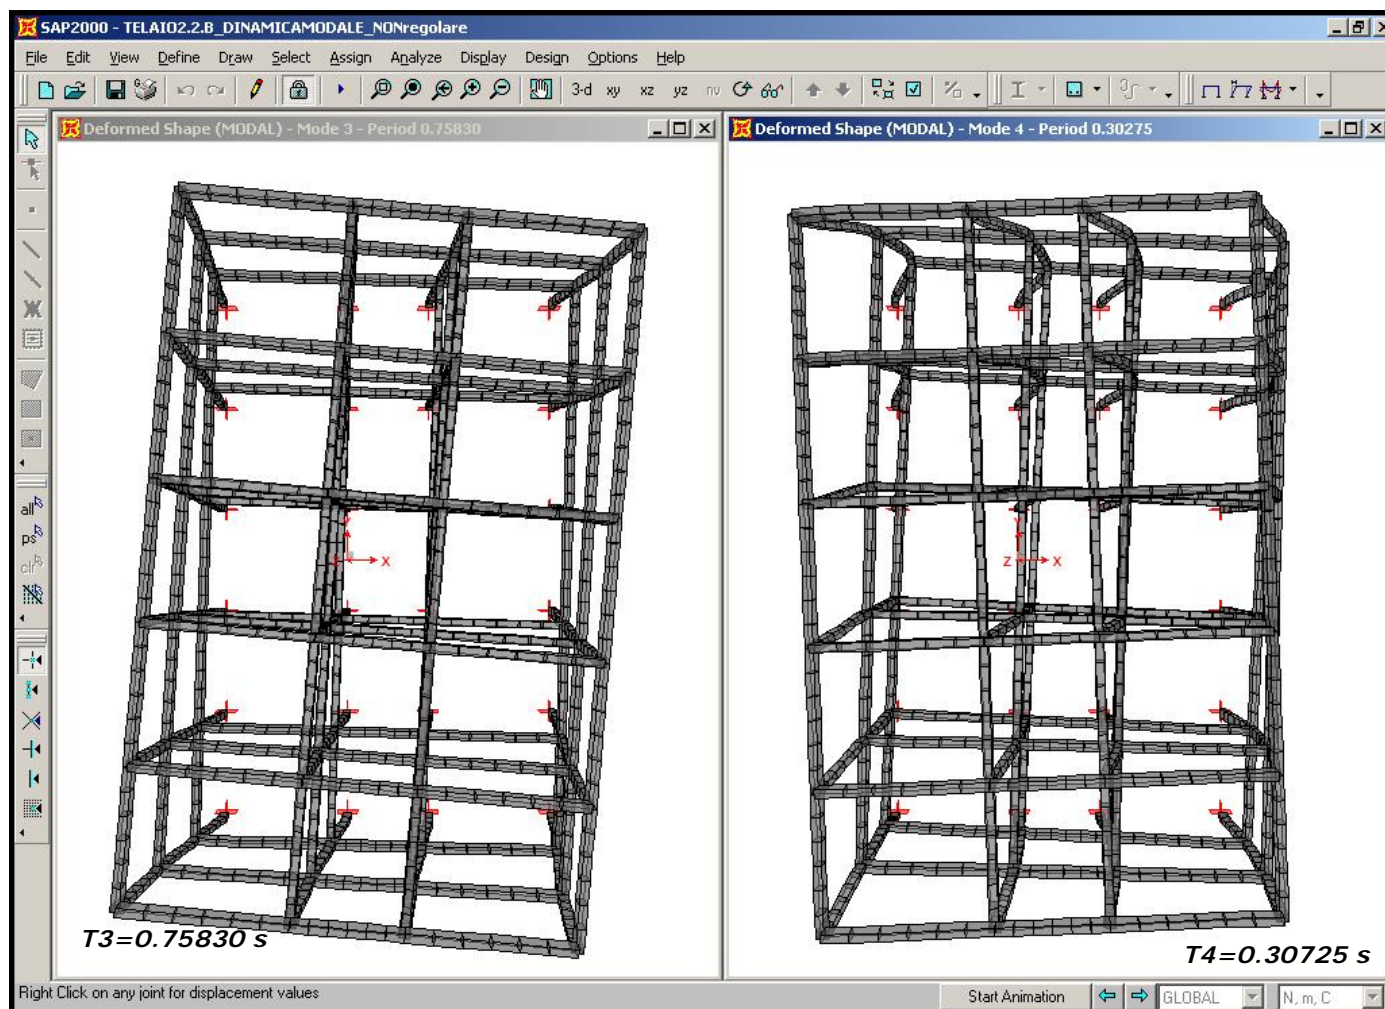 SAP2000 - TELAIO2.2.B_DINAMICAMODALE_NONregolare
File Edit View Define Draw Select Assign Analyze Display Design Options Help
3-d xy xz yz nv
Deformed Shape (MODAL) - Mode 3 - Period 0.75830
Deformed Shape (MODAL) - Mode 4 - Period 0.30275
all
ps
clr
X
Y
Z X
T3=0.75830 s
T4=0.30725 s
Right Click on any joint for displacement values
Start Animation
GLOBAL
N, m, C